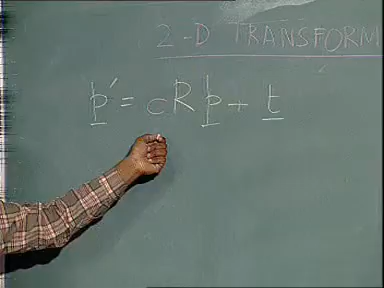 2-D TRANSFORM
p' = cRp + t